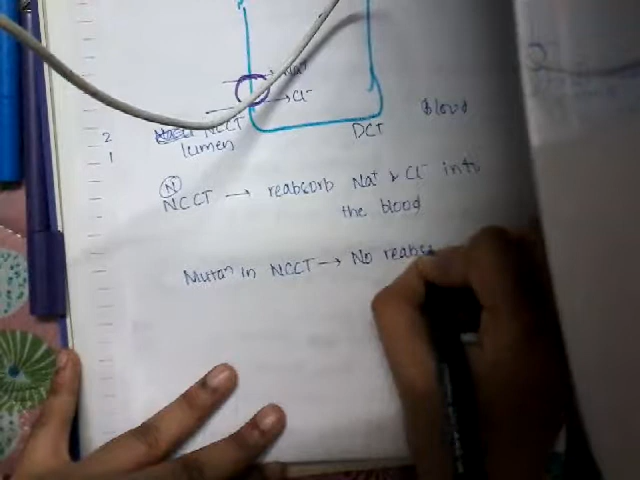 Na⁺
Cl⁻
Blood
NCCT
DCT
lumen
2
1
N
NCCT → reabsorb Na⁺ & Cl⁻ into
the blood
Mutaⁿ in NCCT → No reabs